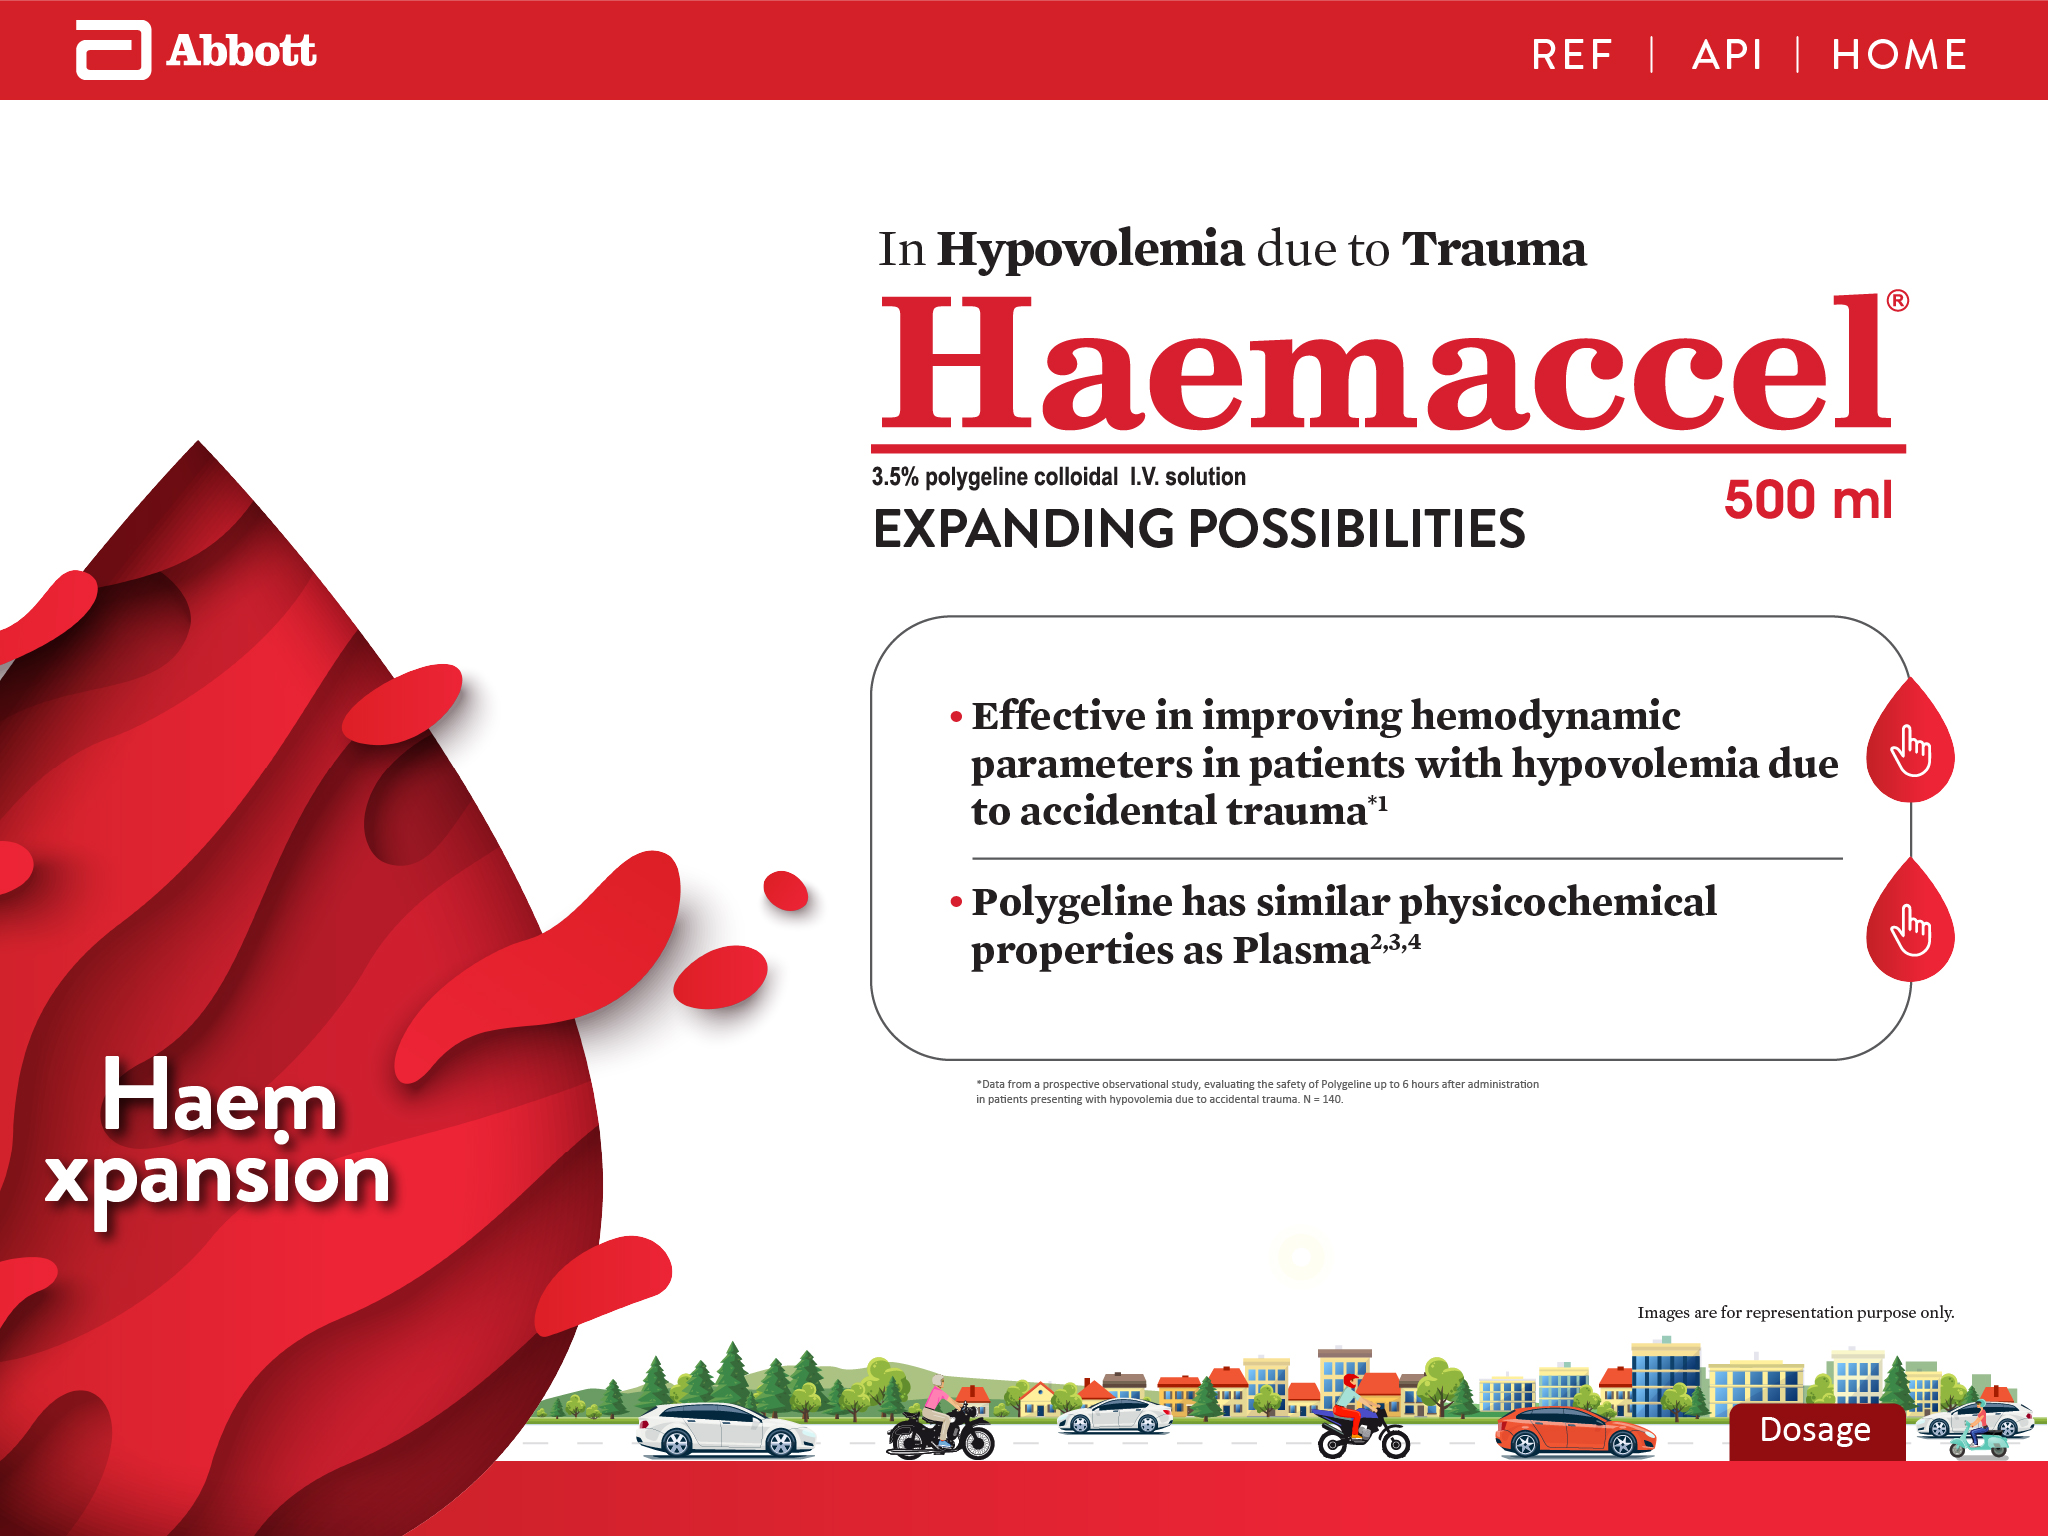 Abbott
REF | API | HOME
In Hypovolemia due to Trauma
Haemaccel®
3.5% polygeline colloidal I.V. solution
500 ml
EXPANDING POSSIBILITIES
• Effective in improving hemodynamic
parameters in patients with hypovolemia due
to accidental trauma*1
• Polygeline has similar physicochemical
properties as Plasma2,3,4
*Data from a prospective observational study, evaluating the safety of Polygeline up to 6 hours after administration
in patients presenting with hypovolemia due to accidental trauma. N = 140.
Haem
xpansion
Images are for representation purpose only.
Dosage